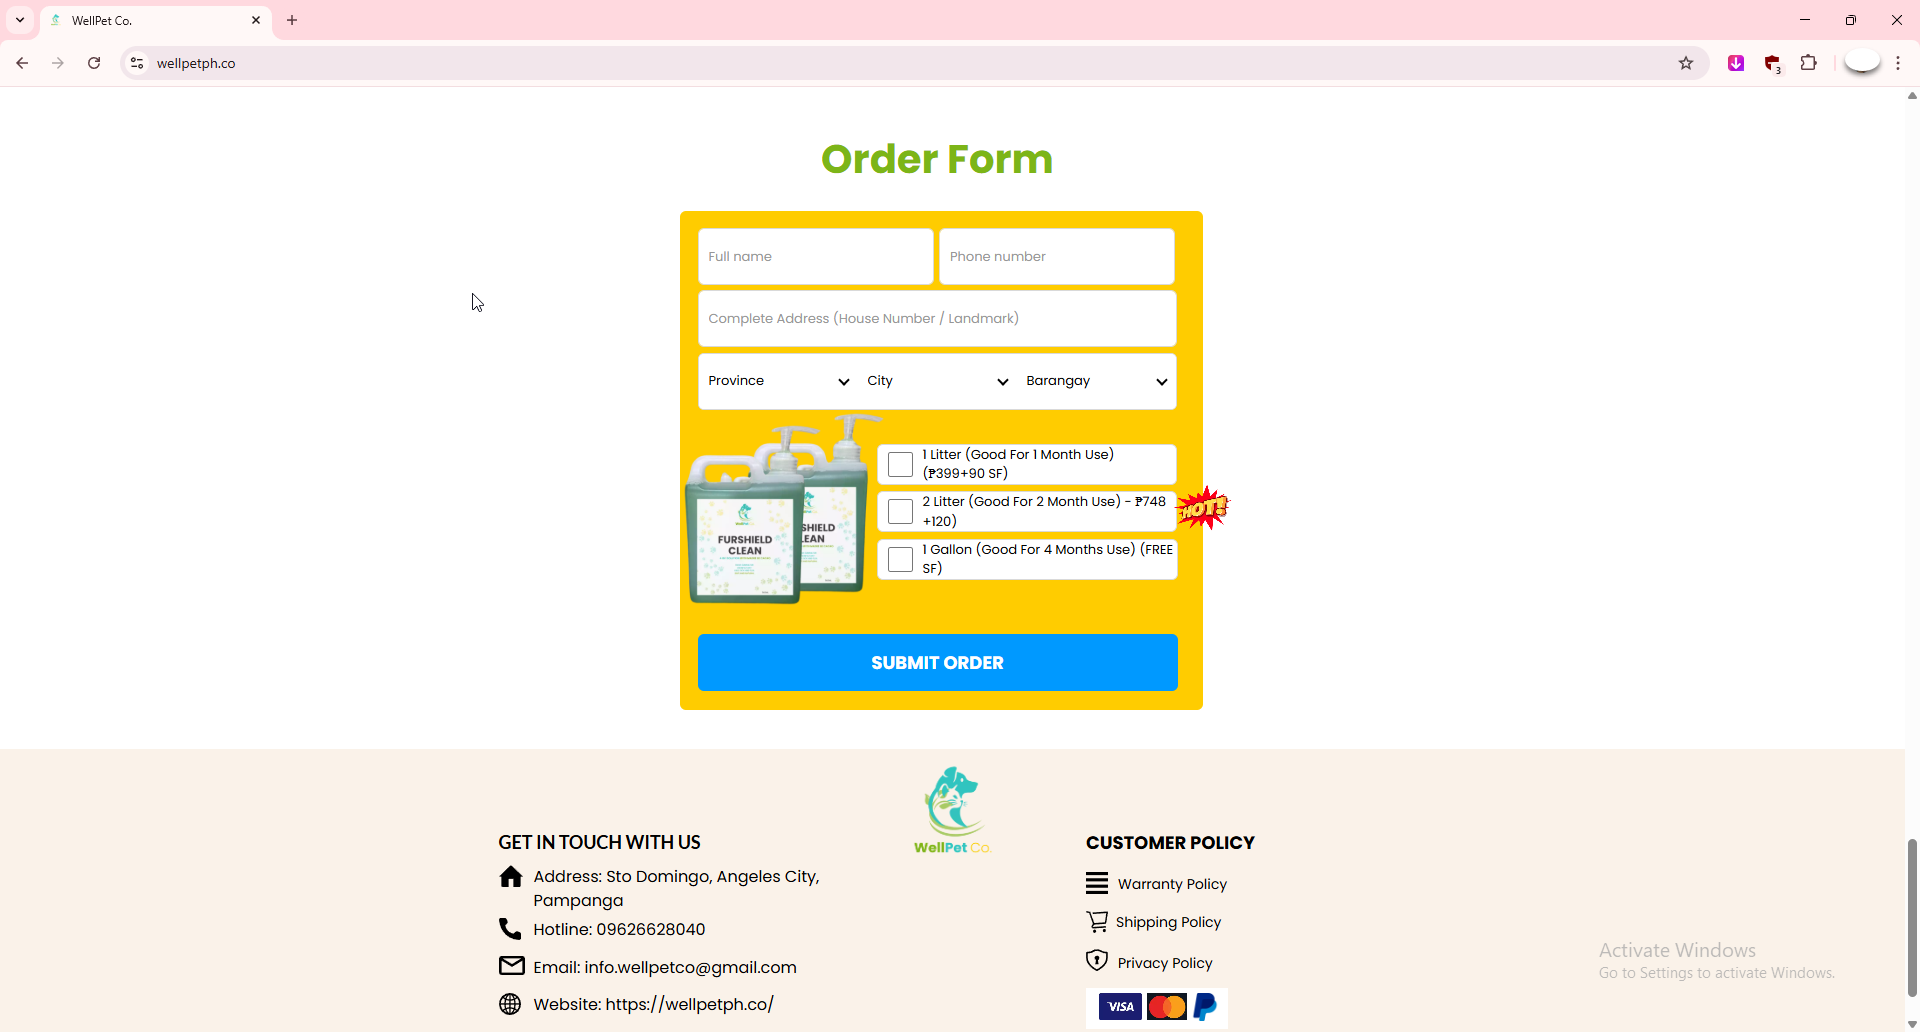 WellPet Co.
wellpetph.co
3
Order Form
Full name
Phone number
Complete Address (House Number / Landmark)
Province
City
Barangay
1 Litter (Good For 1 Month Use)
(₱399+90 SF)
2 Litter (Good For 2 Month Use) - ₱748
+120)
HOT!
1 Gallon (Good For 4 Months Use) (FREE
SF)
FURSHIELD
CLEAN
SHIELD
EAN
SUBMIT ORDER
WellPet Co.
GET IN TOUCH WITH US
Address: Sto Domingo, Angeles City,
Pampanga
Hotline: 09626628040
Email: info.wellpetco@gmail.com
Website: https://wellpetph.co/
CUSTOMER POLICY
Warranty Policy
Shipping Policy
Privacy Policy
VISA
Activate Windows
Go to Settings to activate Windows.